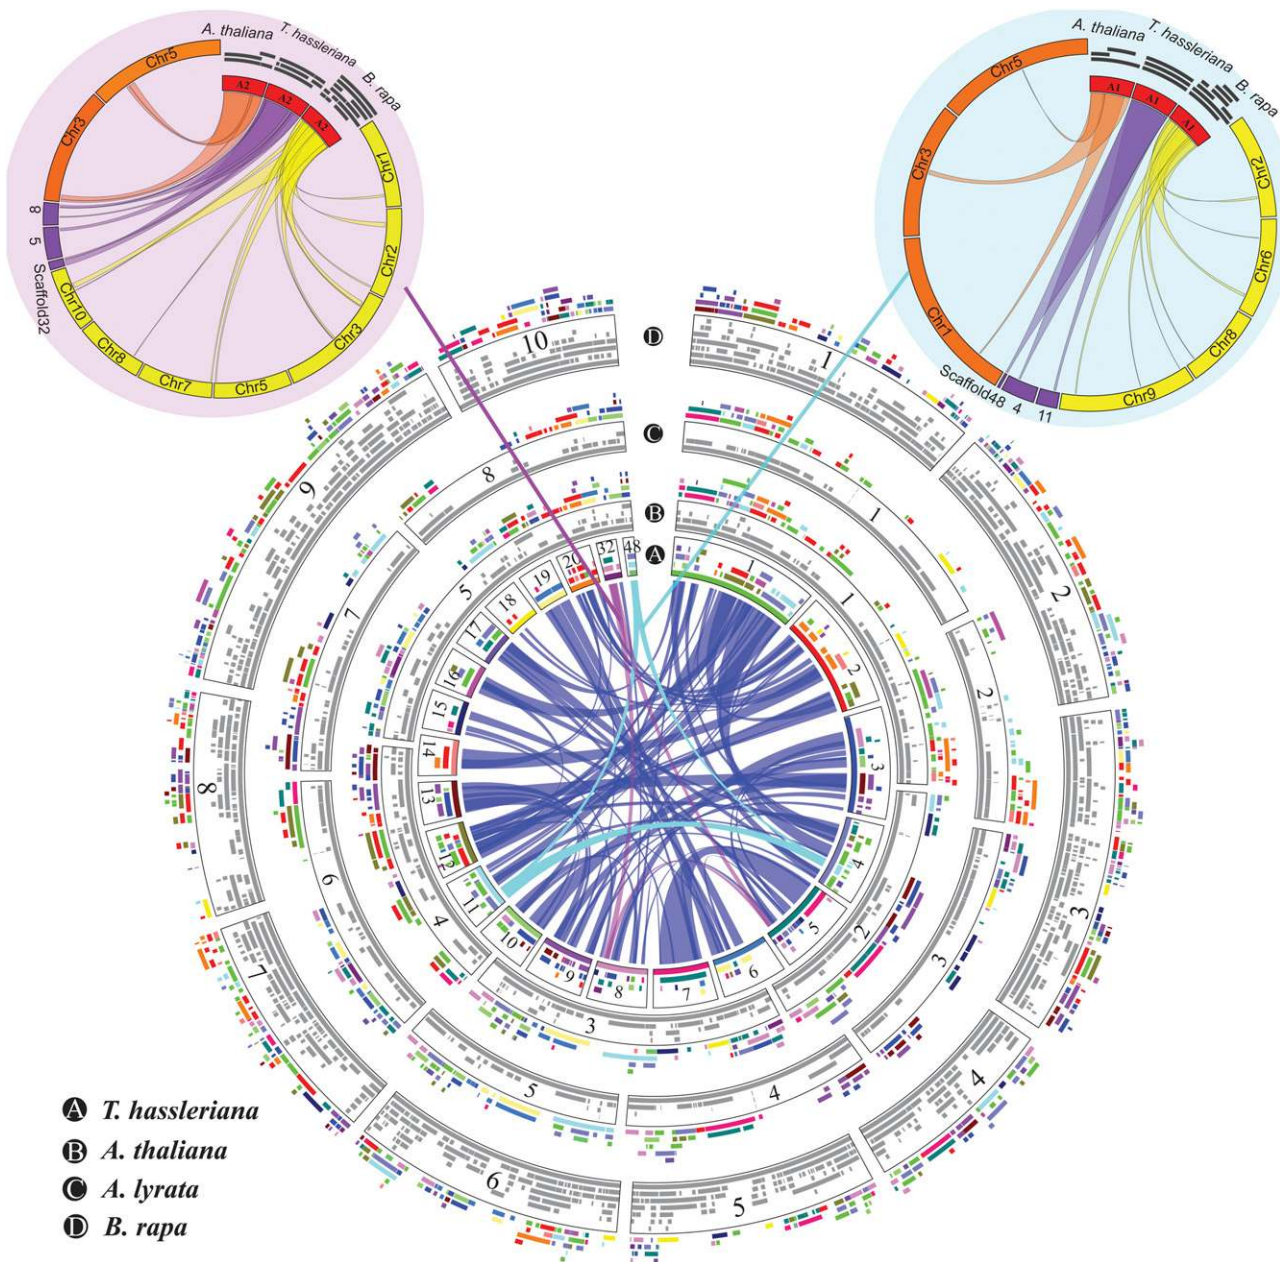 A. thaliana
T. hassleriana
B. rapa
Chr5
A2
A2
A2
Chr3
8
5
Scaffold32
Chr10
Chr8
Chr7
Chr5
Chr3
Chr2
Chr1
A. thaliana
T. hassleriana
B. rapa
Chr5
A1
A1
A1
Chr3
Chr1
Scaffold48
4
11
Chr9
Chr8
Chr6
Chr2
D
1
2
3
4
5
6
7
8
9
10
C
1
2
3
4
5
6
7
8
B
1
2
3
4
5
A
1
2
3
4
5
6
7
8
9
10
11
12
13
14
15
16
17
18
19
20
32
48
A T. hassleriana
B A. thaliana
C A. lyrata
D B. rapa